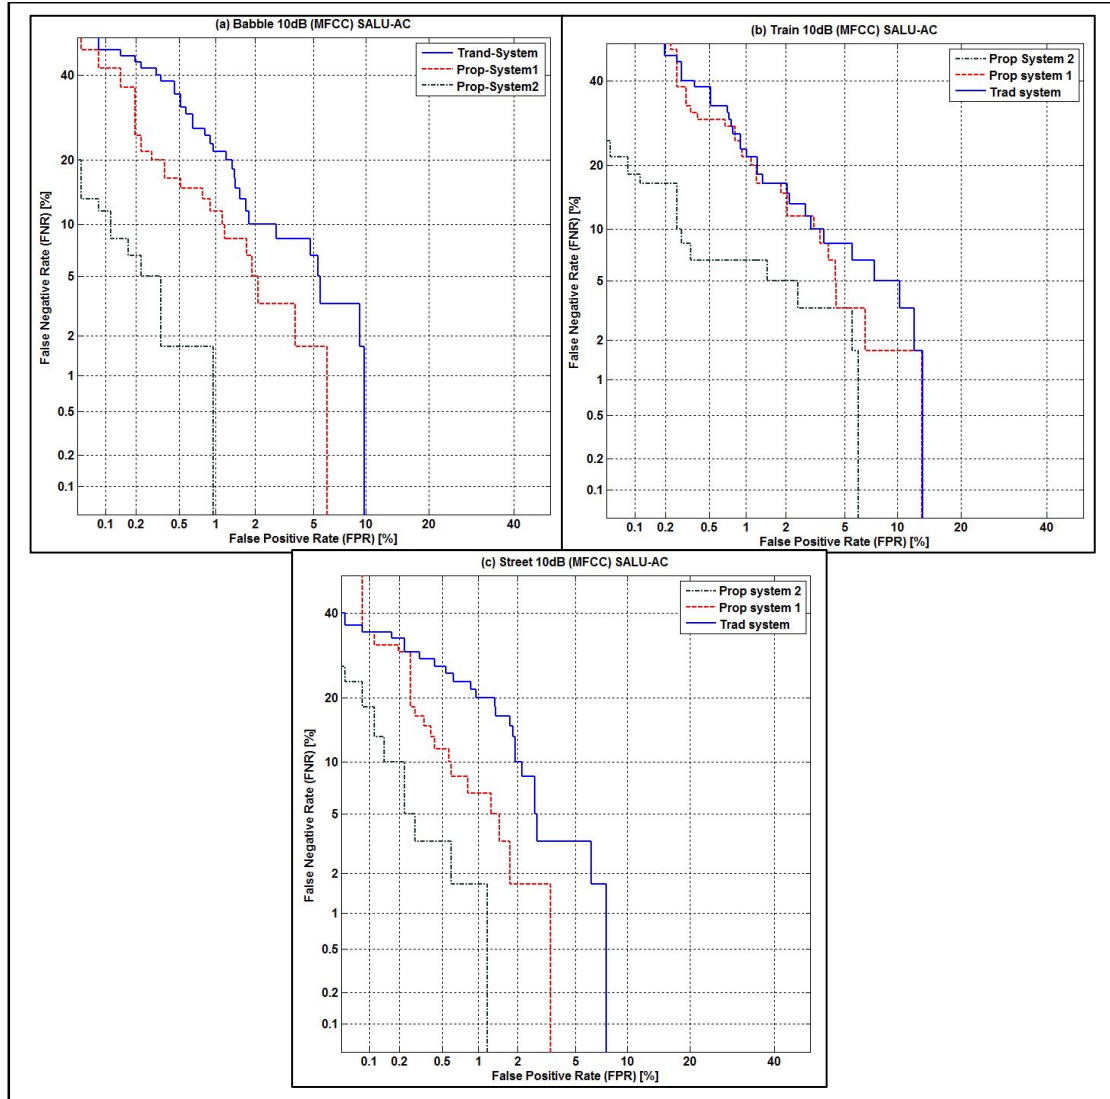 (a) Babble 10dB (MFCC) SALU-AC
Trand-System
Prop-System1
Prop-System2
False Negative Rate (FNR) [%]
40
20
10
5
2
1
0.5
0.2
0.1
0.1 0.2 0.5 1 2 5 10 20 40
False Positive Rate (FPR) [%]
(b) Train 10dB (MFCC) SALU-AC
Prop System 2
Prop system 1
Trad system
False Negative Rate (FNR) [%]
40
20
10
5
2
1
0.5
0.2
0.1
0.1 0.2 0.5 1 2 5 10 20 40
False Positive Rate (FPR) [%]
(c) Street 10dB (MFCC) SALU-AC
Prop system 2
Prop system 1
Trad system
False Negative Rate (FNR) [%]
40
20
10
5
2
1
0.5
0.2
0.1
0.1 0.2 0.5 1 2 5 10 20 40
False Positive Rate (FPR) [%]